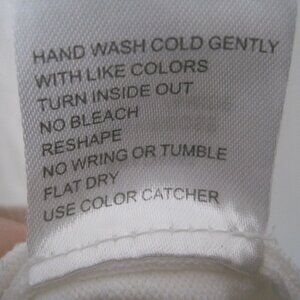 HAND WASH COLD GENTLY
WITH LIKE COLORS
TURN INSIDE OUT
NO BLEACH
RESHAPE
NO WRING OR TUMBLE
FLAT DRY
USE COLOR CATCHER